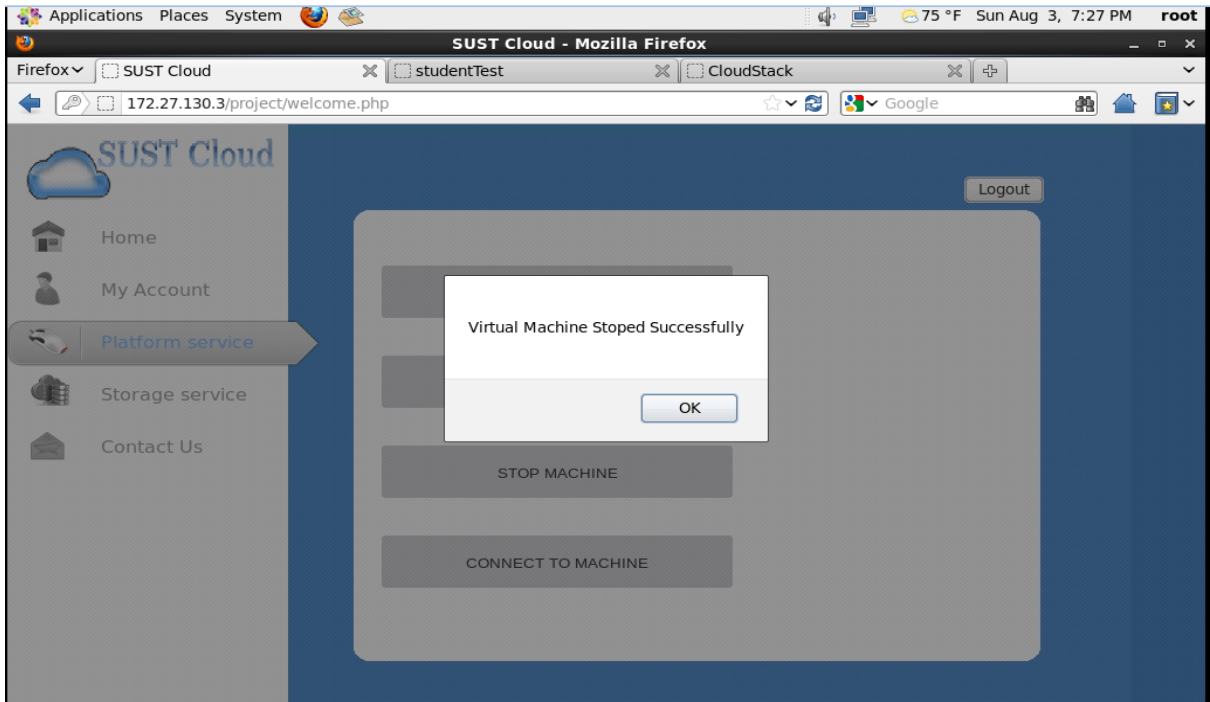 Applications Places System 75 °F Sun Aug 3, 7:27 PM root
SUST Cloud - Mozilla Firefox
Firefox SUST Cloud studentTest CloudStack
172.27.130.3/project/welcome.php Google
SUST Cloud
Logout
Home
My Account
Platform service
Storage service
Contact Us
Virtual Machine Stoped Successfully
OK
STOP MACHINE
CONNECT TO MACHINE